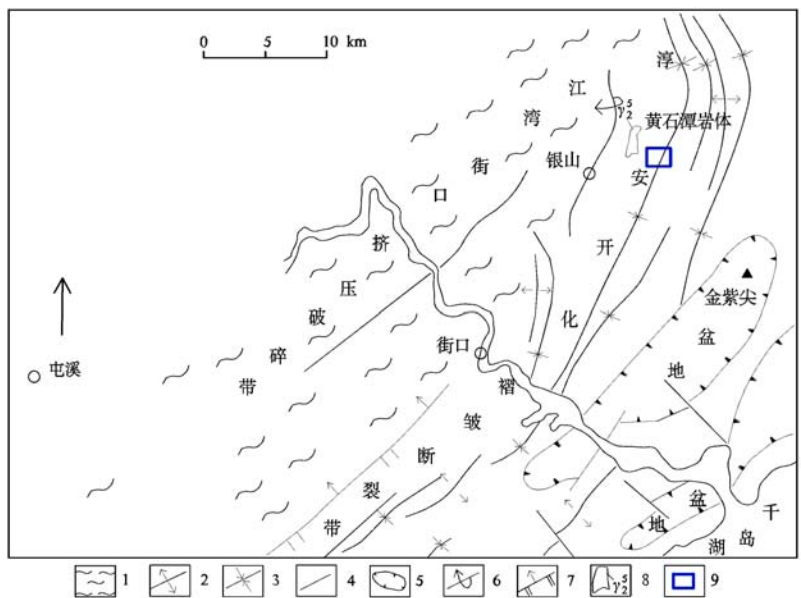 0 5 10 km
淳安开化褶皱断裂带
江湾街口挤压破碎带
γ₂⁵
黄石潭岩体
银山
金紫尖
盆地
街口
屯溪
盆地
千岛湖
1 2 3 4 5 6 7 γ₂⁵ 8 9